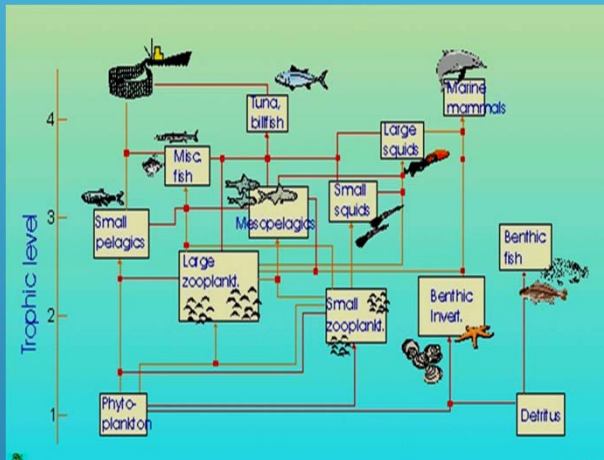 Trophic level
4
3
2
1
Tuna,
billfish
Marine
mammals
Large
squids
Misc.
fish
Small
squids
Mesopelagics
Small
pelagics
Benthic
fish
Large
zooplankt.
Small
zooplankt.
Benthic
Invert.
Phyto-
plankton
Detritus